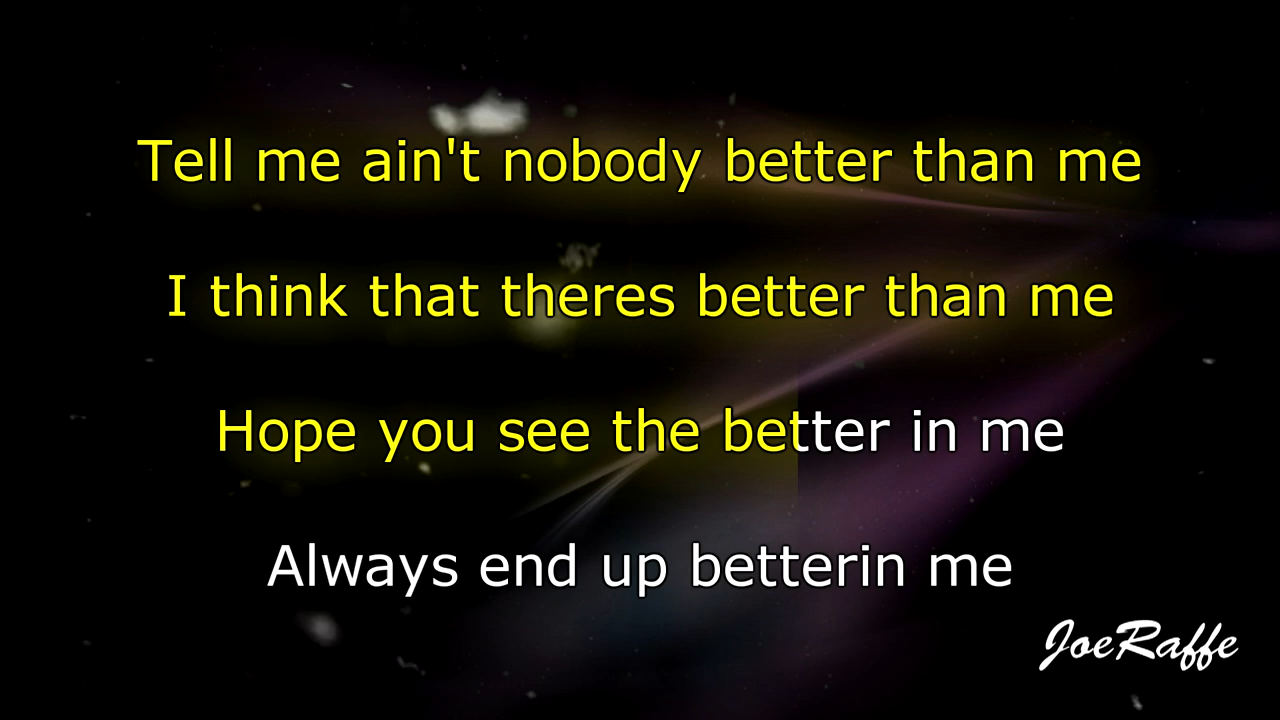 Tell me ain't nobody better than me
I think that theres better than me
Hope you see the better in me
Always end up betterin me
JoeRaffe